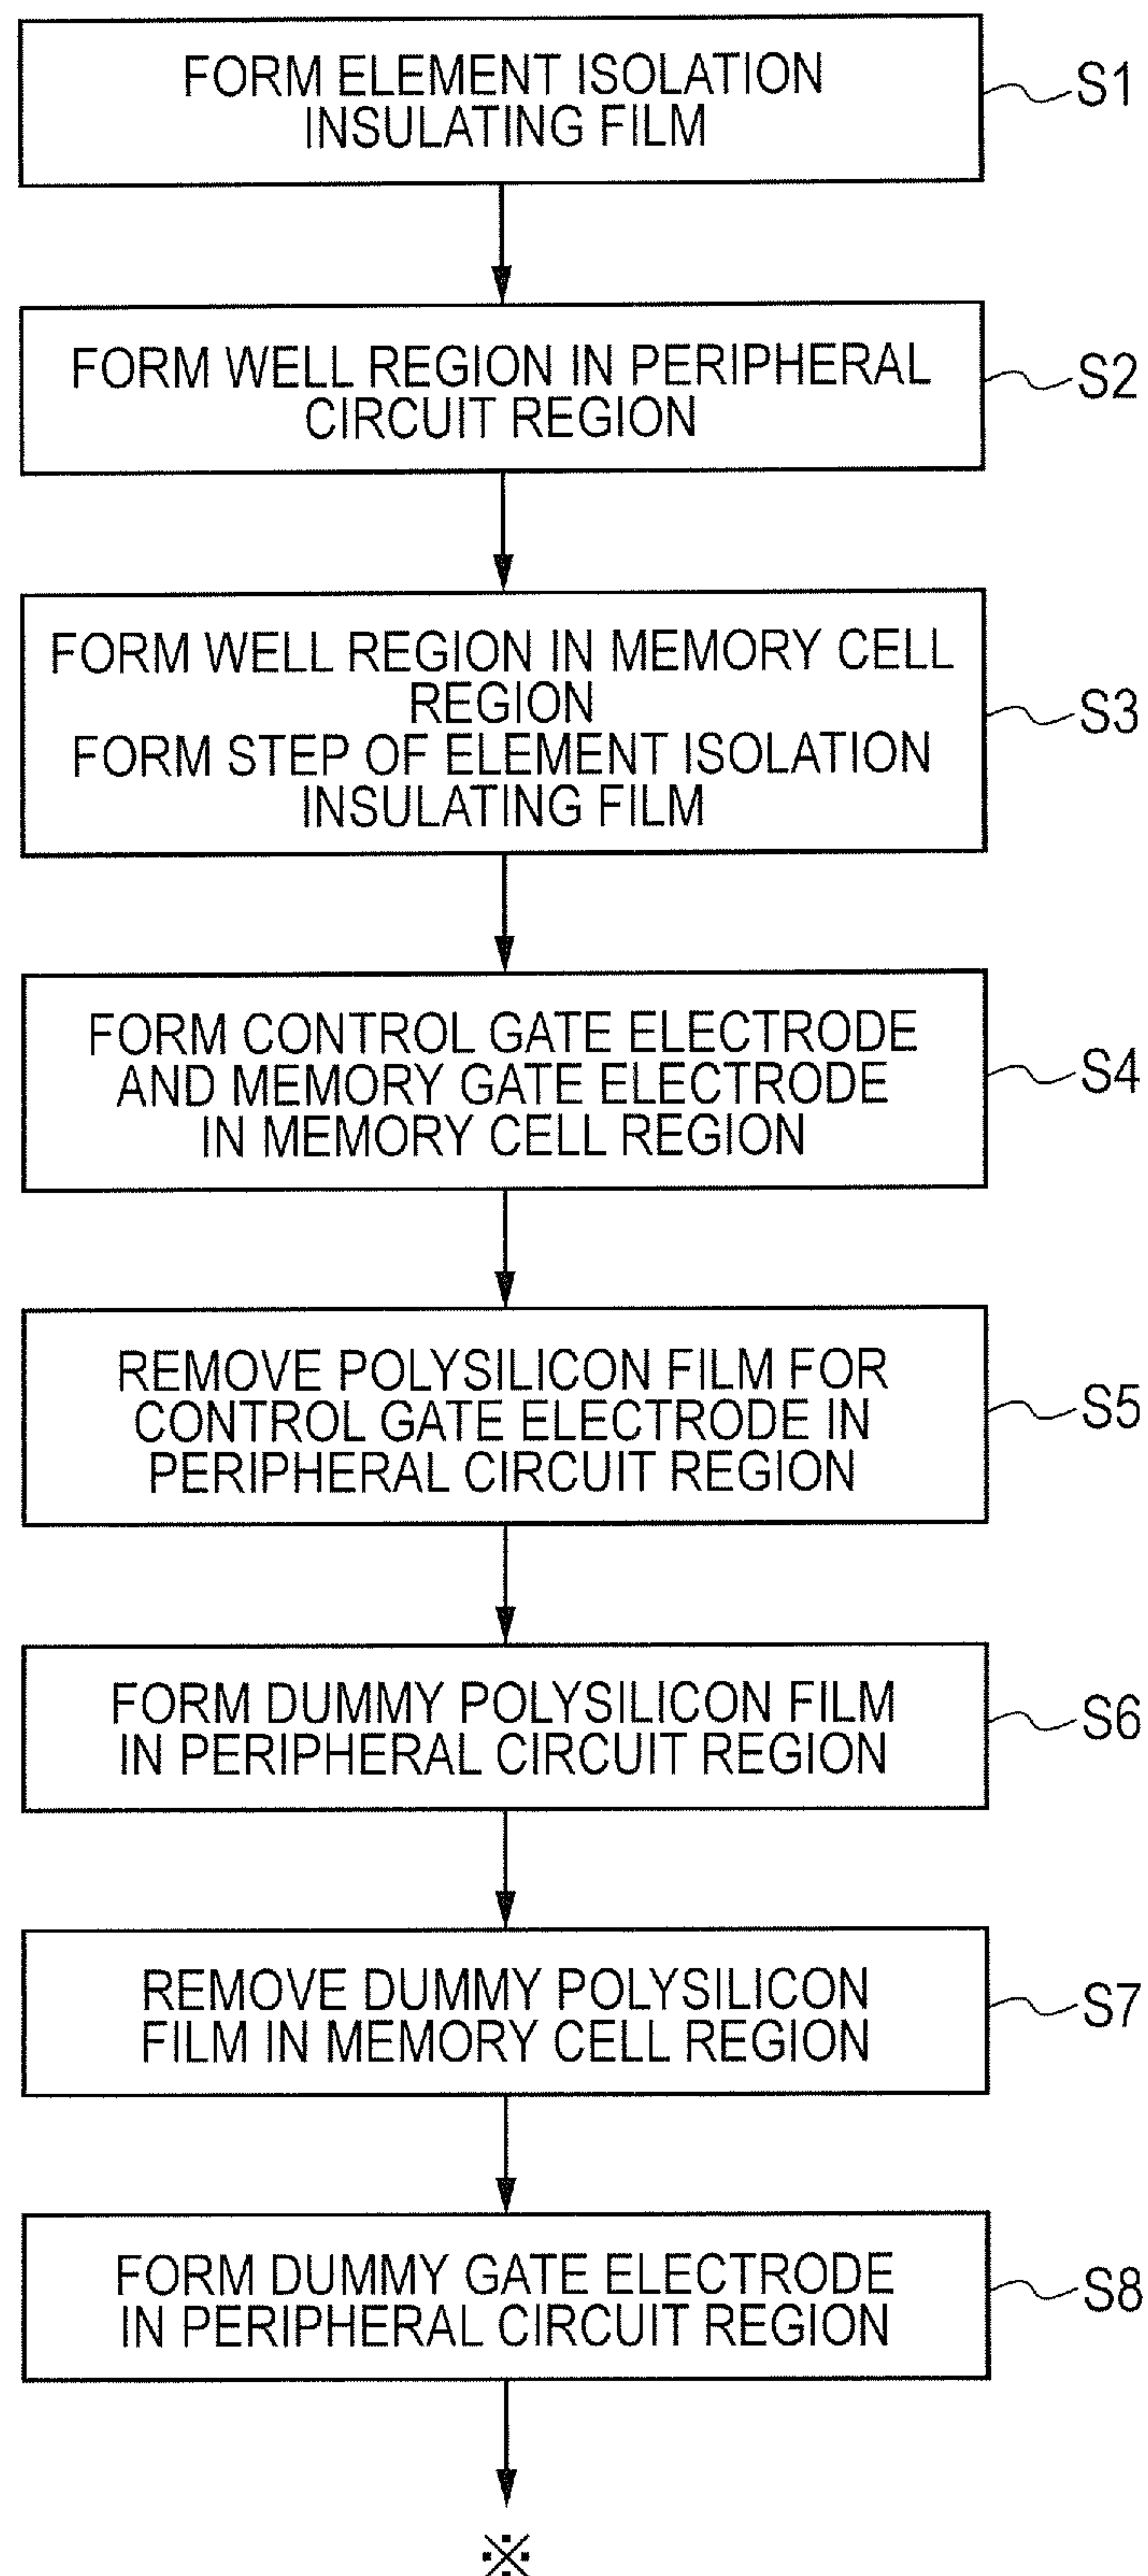 FORM ELEMENT ISOLATION
INSULATING FILM
S1
FORM WELL REGION IN PERIPHERAL
CIRCUIT REGION
S2
FORM WELL REGION IN MEMORY CELL
REGION
FORM STEP OF ELEMENT ISOLATION
INSULATING FILM
S3
FORM CONTROL GATE ELECTRODE
AND MEMORY GATE ELECTRODE
IN MEMORY CELL REGION
S4
REMOVE POLYSILICON FILM FOR
CONTROL GATE ELECTRODE IN
PERIPHERAL CIRCUIT REGION
S5
FORM DUMMY POLYSILICON FILM
IN PERIPHERAL CIRCUIT REGION
S6
REMOVE DUMMY POLYSILICON
FILM IN MEMORY CELL REGION
S7
FORM DUMMY GATE ELECTRODE
IN PERIPHERAL CIRCUIT REGION
S8
※